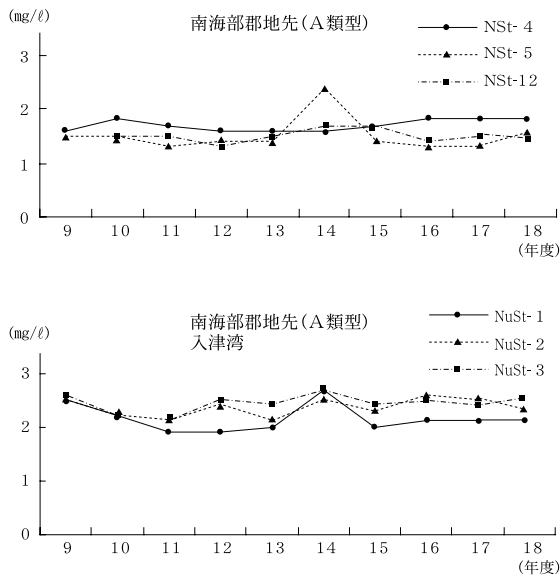 (mg/ℓ)
南海部郡地先(A類型)
NSt- 4
NSt- 5
NSt-12
3
2
1
0
9 10 11 12 13 14 15 16 17 18
(年度)
(mg/ℓ)
南海部郡地先(A類型)
入津湾
NuSt- 1
NuSt- 2
NuSt- 3
3
2
1
0
9 10 11 12 13 14 15 16 17 18
(年度)